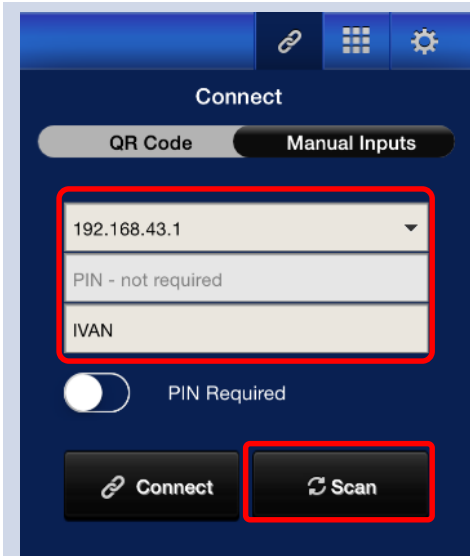 Connect
QR Code Manual Inputs
192.168.43.1
PIN - not required
IVAN
PIN Required
Connect Scan